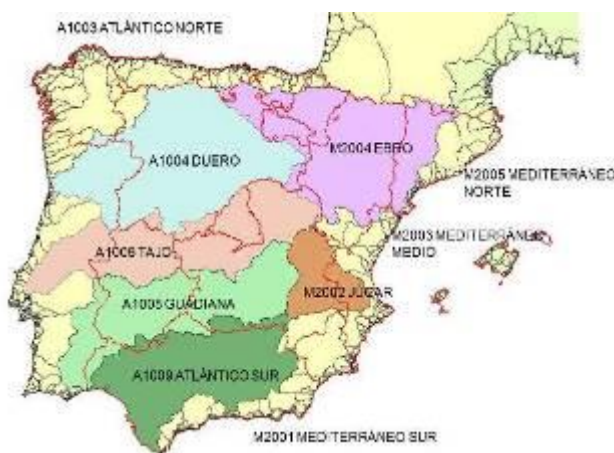 A1003 ATLÁNTICO NORTE
A1004 DUERO
M2004 EBRO
M2005 MEDITERRÁNEO
NORTE
M2003 MEDITERRÁNEO
MEDIO
A1006 TAJO
A1005 GUADIANA
M2002 JUCAR
A1009 ATLÁNTICO SUR
M2001 MEDITERRÁNEO SUR